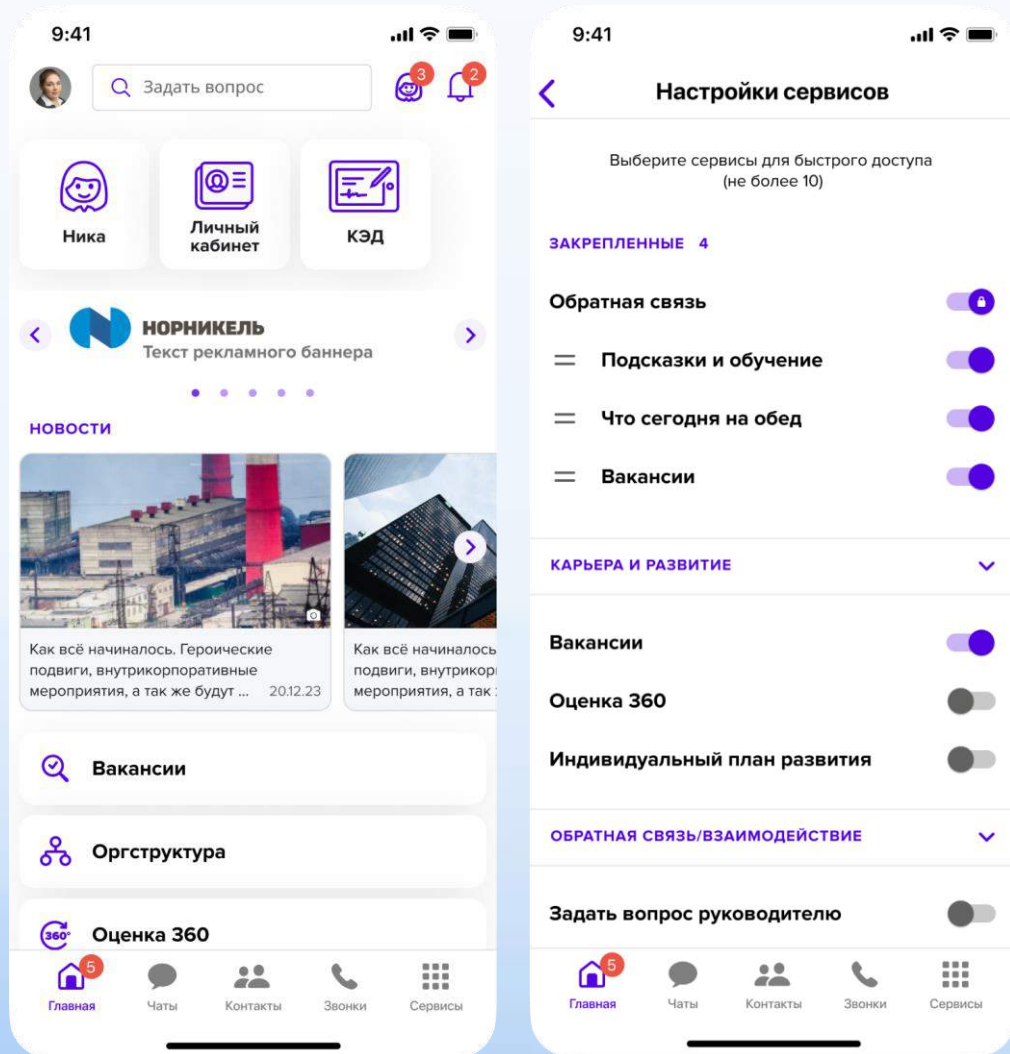 9:41
Задать вопрос
3
2
Ника
Личный
кабинет
КЭД
НОРНИКЕЛЬ
Текст рекламного баннера
НОВОСТИ
Как всё начиналось. Героические
подвиги, внутрикорпоративные
мероприятия, а так же будут ... 20.12.23
Как всё начиналось
подвиги, внутрикор
мероприятия, а так
Вакансии
Оргструктура
360°
Оценка 360
5
Главная
Чаты
Контакты
Звонки
Сервисы
9:41
Настройки сервисов
Выберите сервисы для быстрого доступа
(не более 10)
ЗАКРЕПЛЕННЫЕ 4
Обратная связь
Подсказки и обучение
Что сегодня на обед
Вакансии
КАРЬЕРА И РАЗВИТИЕ
Вакансии
Оценка 360
Индивидуальный план развития
ОБРАТНАЯ СВЯЗЬ/ВЗАИМОДЕЙСТВИЕ
Задать вопрос руководителю
5
Главная
Чаты
Контакты
Звонки
Сервисы